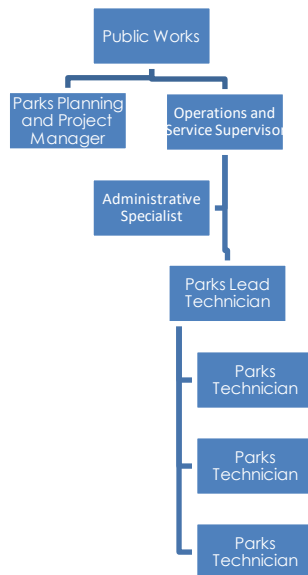 Public Works
Parks Planning
and Project
Manager
Operations and
Service Supervisor
Administrative
Specialist
Parks Lead
Technician
Parks
Technician
Parks
Technician
Parks
Technician